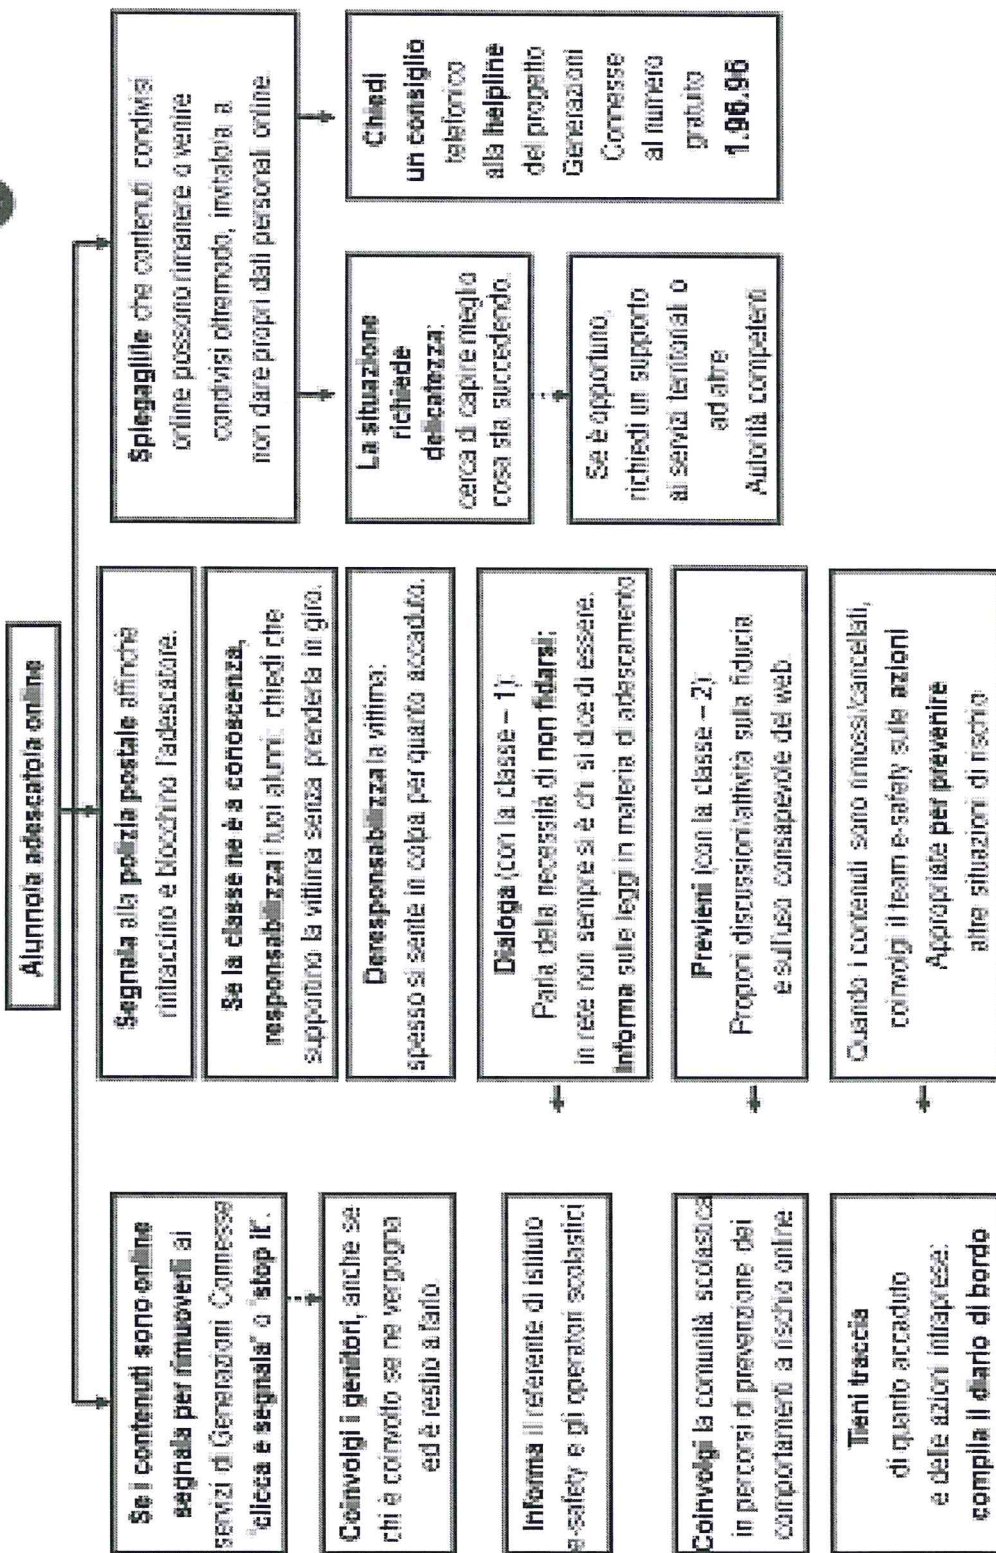 Alunno/a adescato/a online
Se i contenuti sono online
segnala per rimuoverli ai
servizi di Generazioni Connesse
"clicca e segnala" o "stop it".
Coinvolgi i genitori, anche se
chi è coinvolto se ne vergogna
ed è restio a farlo.
Informa il referente di istituto
e-safety e gli operatori scolastici
Coinvolgi la comunità scolastica
in percorsi di prevenzione dei
comportamenti a rischio online
Tieni traccia
di quanto accaduto
e delle azioni intraprese:
compila il diario di bordo
Segnala alla polizia postale affinché
rintraccino e blocchino l'adescatore.
Se la classe ne è a conoscenza,
responsabilizza i tuoi alunni: chiedi che
supportino la vittima senza prenderla in giro.
Deresponsabilizza la vittima:
spesso si sente in colpa per quanto accaduto.
Dialoga (con la classe – 1):
Parla della necessità di non fidarsi:
in rete non sempre si è chi si dice di essere.
Informa sulle leggi in materia di adescamento
Previeni (con la classe – 2):
Proponi discussioni/attività sulla fiducia
e sull'uso consapevole del web.
Quando i contenuti sono rimossi/cancellati,
coinvolgi il team e-safety sulle azioni
Appropriate per prevenire
altre situazioni di rischio
Spiegagli/le che contenuti condivisi
online possono rimanere o venire
condivisi oltremodo, invitalo/a a
non dare propri dati personali online.
La situazione
richiede
delicatezza:
cerca di capire meglio
cosa sta succedendo.
Se è opportuno,
richiedi un supporto
ai servizi territoriali o
ad altre
Autorità competenti
Chiedi
un consiglio
telefonico
alla helpline
del progetto
Generazioni
Connesse
al numero
gratuito
1.96.96